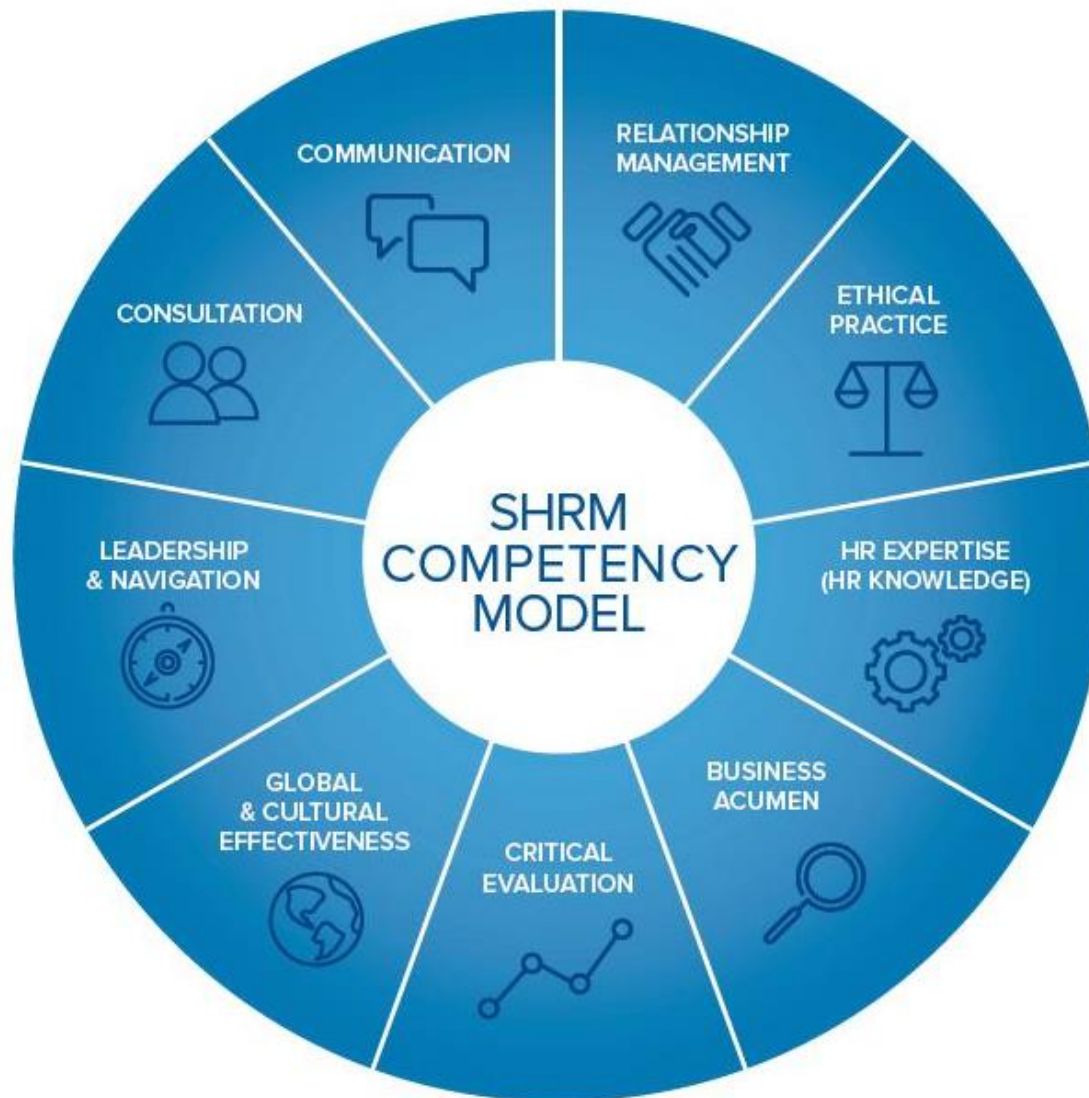 COMMUNICATION
RELATIONSHIP
MANAGEMENT
ETHICAL
PRACTICE
HR EXPERTISE
(HR KNOWLEDGE)
BUSINESS
ACUMEN
CRITICAL
EVALUATION
GLOBAL
& CULTURAL
EFFECTIVENESS
LEADERSHIP
& NAVIGATION
CONSULTATION
SHRM
COMPETENCY
MODEL